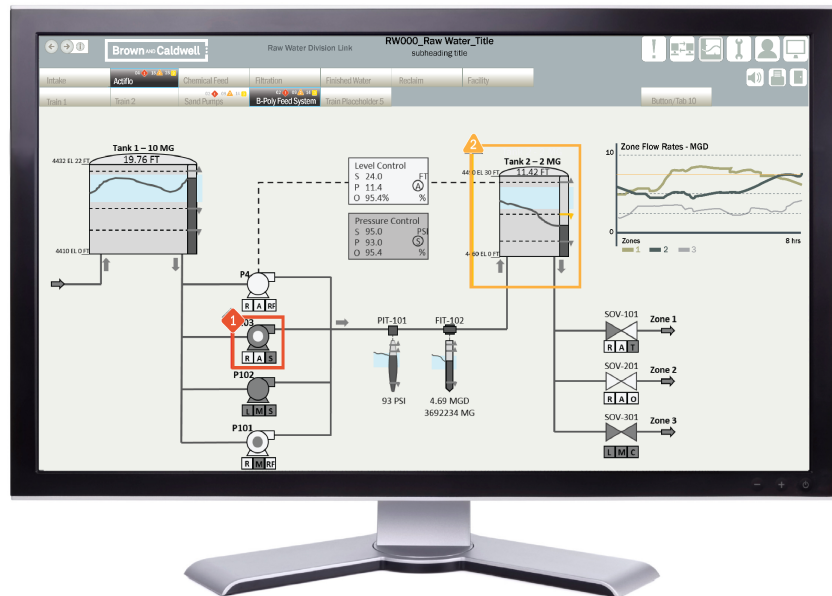 Brown AND Caldwell
Raw Water Division Link
RW000_Raw Water_Title
subheading title
Intake
Actiflo
Chemical Feed
Filtration
Finished Water
Reclaim
Facility
Train 1
Train 2
Sand Pumps
B-Poly Feed System
Train Placeholder 5
Button/Tab 10
Tank 1 – 10 MG
19.76 FT
4432 EL 22 FT
4410 EL 0 FT
Level Control
S 24.0 FT
P 11.4 A
O 95.4% %
Pressure Control
S 95.0 PSI
P 93.0 S
O 95.4 %
2
Tank 2 – 2 MG
11.42 FT
EL 30 FT
EL 0 FT
Zone Flow Rates - MGD
10
0
8 hrs
Zones
1 2 3
P4
R A RF
1
R A S
P102
L M S
P101
R M RF
PIT-101
93 PSI
FIT-102
4.69 MGD
3692234 MG
SOV-101
Zone 1
R A T
SOV-201
Zone 2
R A O
SOV-301
Zone 3
L M C